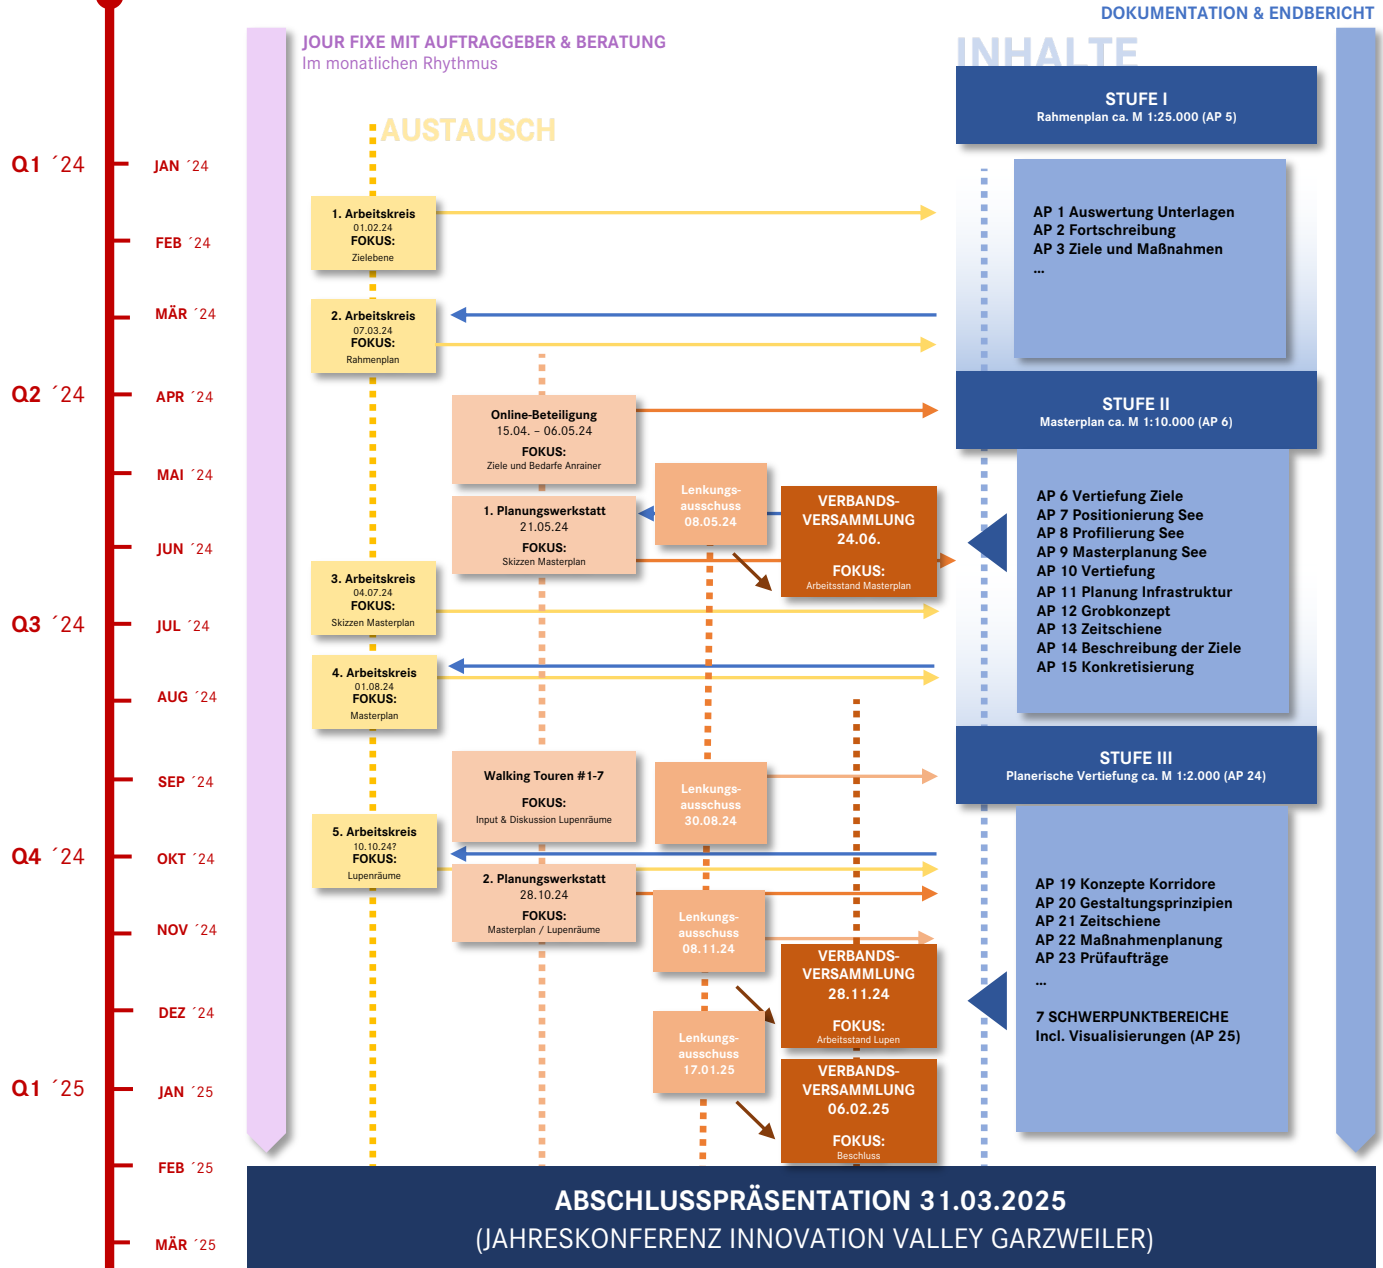 DOKUMENTATION & ENDBERICHT
JOUR FIXE MIT AUFTRAGGEBER & BERATUNG
Im monatlichen Rhythmus
INHALTE
AUSTAUSCH
Q1 ´24
JAN ´24
FEB ´24
MÄR ´24
Q2 ´24
APR ´24
MAI ´24
JUN ´24
Q3 ´24
JUL ´24
AUG ´24
SEP ´24
Q4 ´24
OKT ´24
NOV ´24
DEZ ´24
Q1 ´25
JAN ´25
FEB ´25
MÄR ´25
1. Arbeitskreis
01.02.24
FOKUS:
Zielebene
2. Arbeitskreis
07.03.24
FOKUS:
Rahmenplan
3. Arbeitskreis
04.07.24
FOKUS:
Skizzen Masterplan
4. Arbeitskreis
01.08.24
FOKUS:
Masterplan
5. Arbeitskreis
10.10.24?
FOKUS:
Lupenräume
Online-Beteiligung
15.04. – 06.05.24
FOKUS:
Ziele und Bedarfe Anrainer
1. Planungswerkstatt
21.05.24
FOKUS:
Skizzen Masterplan
Walking Touren #1-7
FOKUS:
Input & Diskussion Lupenräume
2. Planungswerkstatt
28.10.24
FOKUS:
Masterplan / Lupenräume
Lenkungs-
ausschuss
08.05.24
Lenkungs-
ausschuss
30.08.24
Lenkungs-
ausschuss
08.11.24
Lenkungs-
ausschuss
17.01.25
VERBANDS-
VERSAMMLUNG
24.06.
FOKUS:
Arbeitsstand Masterplan
VERBANDS-
VERSAMMLUNG
28.11.24
FOKUS:
Arbeitsstand Lupen
VERBANDS-
VERSAMMLUNG
06.02.25
FOKUS:
Beschluss
STUFE I
Rahmenplan ca. M 1:25.000 (AP 5)
AP 1 Auswertung Unterlagen
AP 2 Fortschreibung
AP 3 Ziele und Maßnahmen
...
STUFE II
Masterplan ca. M 1:10.000 (AP 6)
AP 6 Vertiefung Ziele
AP 7 Positionierung See
AP 8 Profilierung See
AP 9 Masterplanung See
AP 10 Vertiefung
AP 11 Planung Infrastruktur
AP 12 Grobkonzept
AP 13 Zeitschiene
AP 14 Beschreibung der Ziele
AP 15 Konkretisierung
STUFE III
Planerische Vertiefung ca. M 1:2.000 (AP 24)
AP 19 Konzepte Korridore
AP 20 Gestaltungsprinzipien
AP 21 Zeitschiene
AP 22 Maßnahmenplanung
AP 23 Prüfaufträge
...
7 SCHWERPUNKTBEREICHE
Incl. Visualisierungen (AP 25)
ABSCHLUSSPRÄSENTATION 31.03.2025
(JAHRESKONFERENZ INNOVATION VALLEY GARZWEILER)